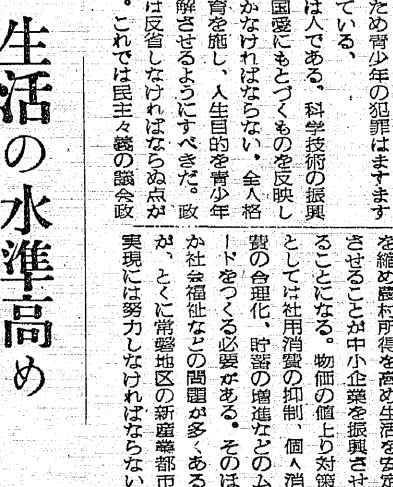 ため青少年の犯罪はますます
ている、
は人である。科学技術の振興
国愛にもとづくものを反映し
かなければならない。全人格
育を施し、人生目的を青少年
解させるようにすべきだ。政
は反省しなければならぬ点が
。これでは民主々義の議会政
を締め農村所得を高め生活を安定
させることが中小企業を振興させ
ることになる。物価の値上り対策
としては社用消費の抑制、個人消
費の合理化、貯蓄の増進などのム
ードをつくる必要がある。そのほ
か社会福祉などの問題が多くある
が、とくに常磐地区の新産業都市
実現には努力しなければならない
生活の水準高め